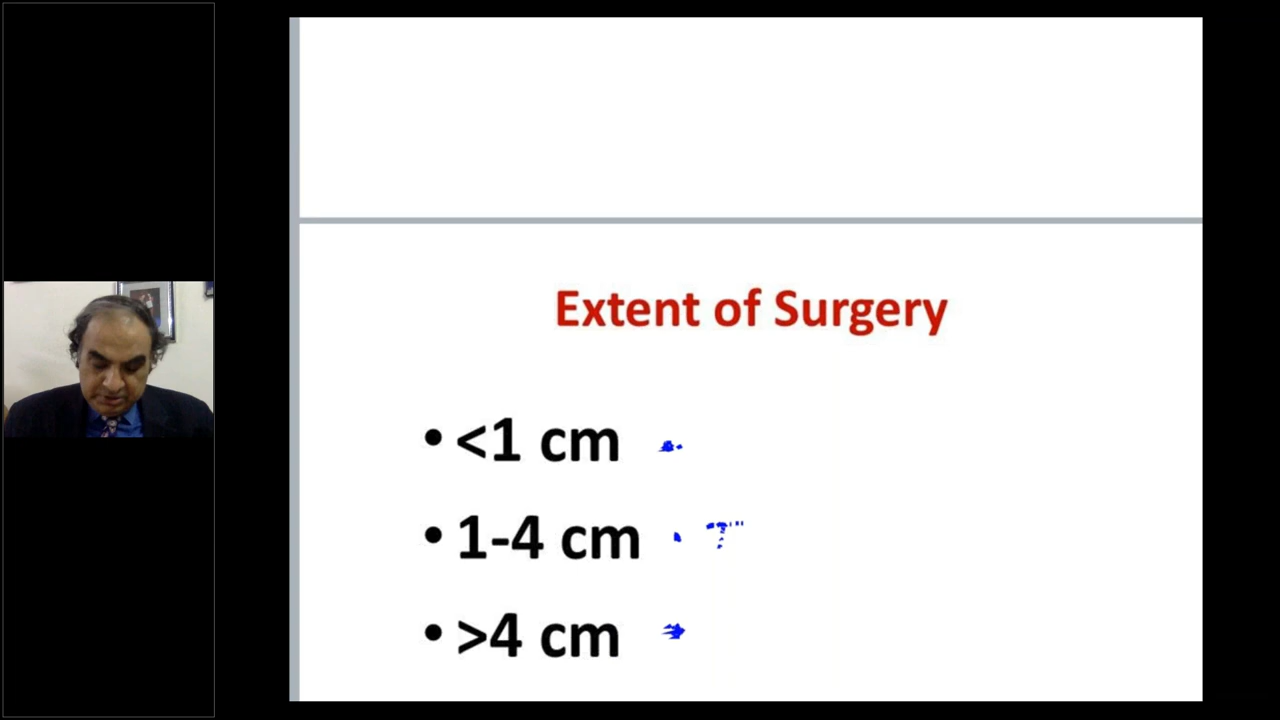 Extent of Surgery
• <1 cm
• 1-4 cm
• >4 cm